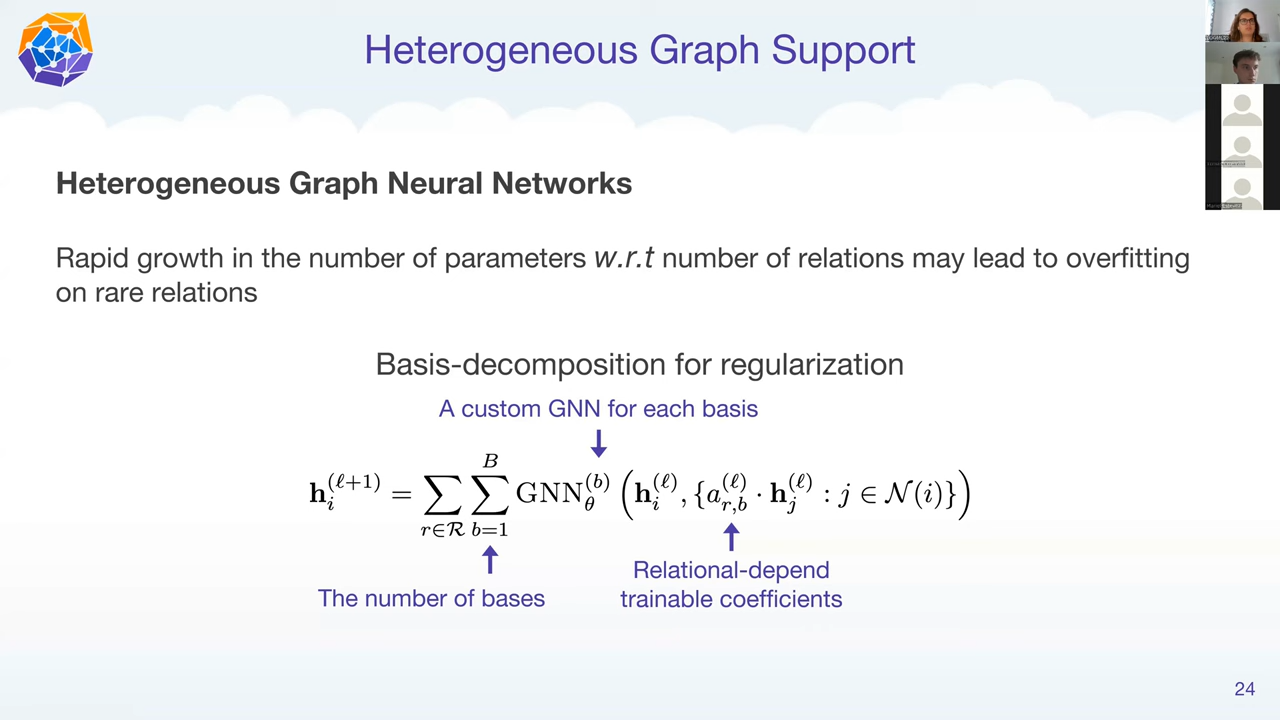 Heterogeneous Graph Support
Heterogeneous Graph Neural Networks
Rapid growth in the number of parameters w.r.t number of relations may lead to overfitting
on rare relations
Basis-decomposition for regularization
A custom GNN for each basis
h_i^{(ℓ+1)} = ∑_{r∈ℛ} ∑_{b=1}^{B} GNN_θ^{(b)} (h_i^{(ℓ)}, {a_{r,b}^{(ℓ)} · h_j^{(ℓ)} : j ∈ 𝒩(i)})
The number of bases
Relational-depend
trainable coefficients
24